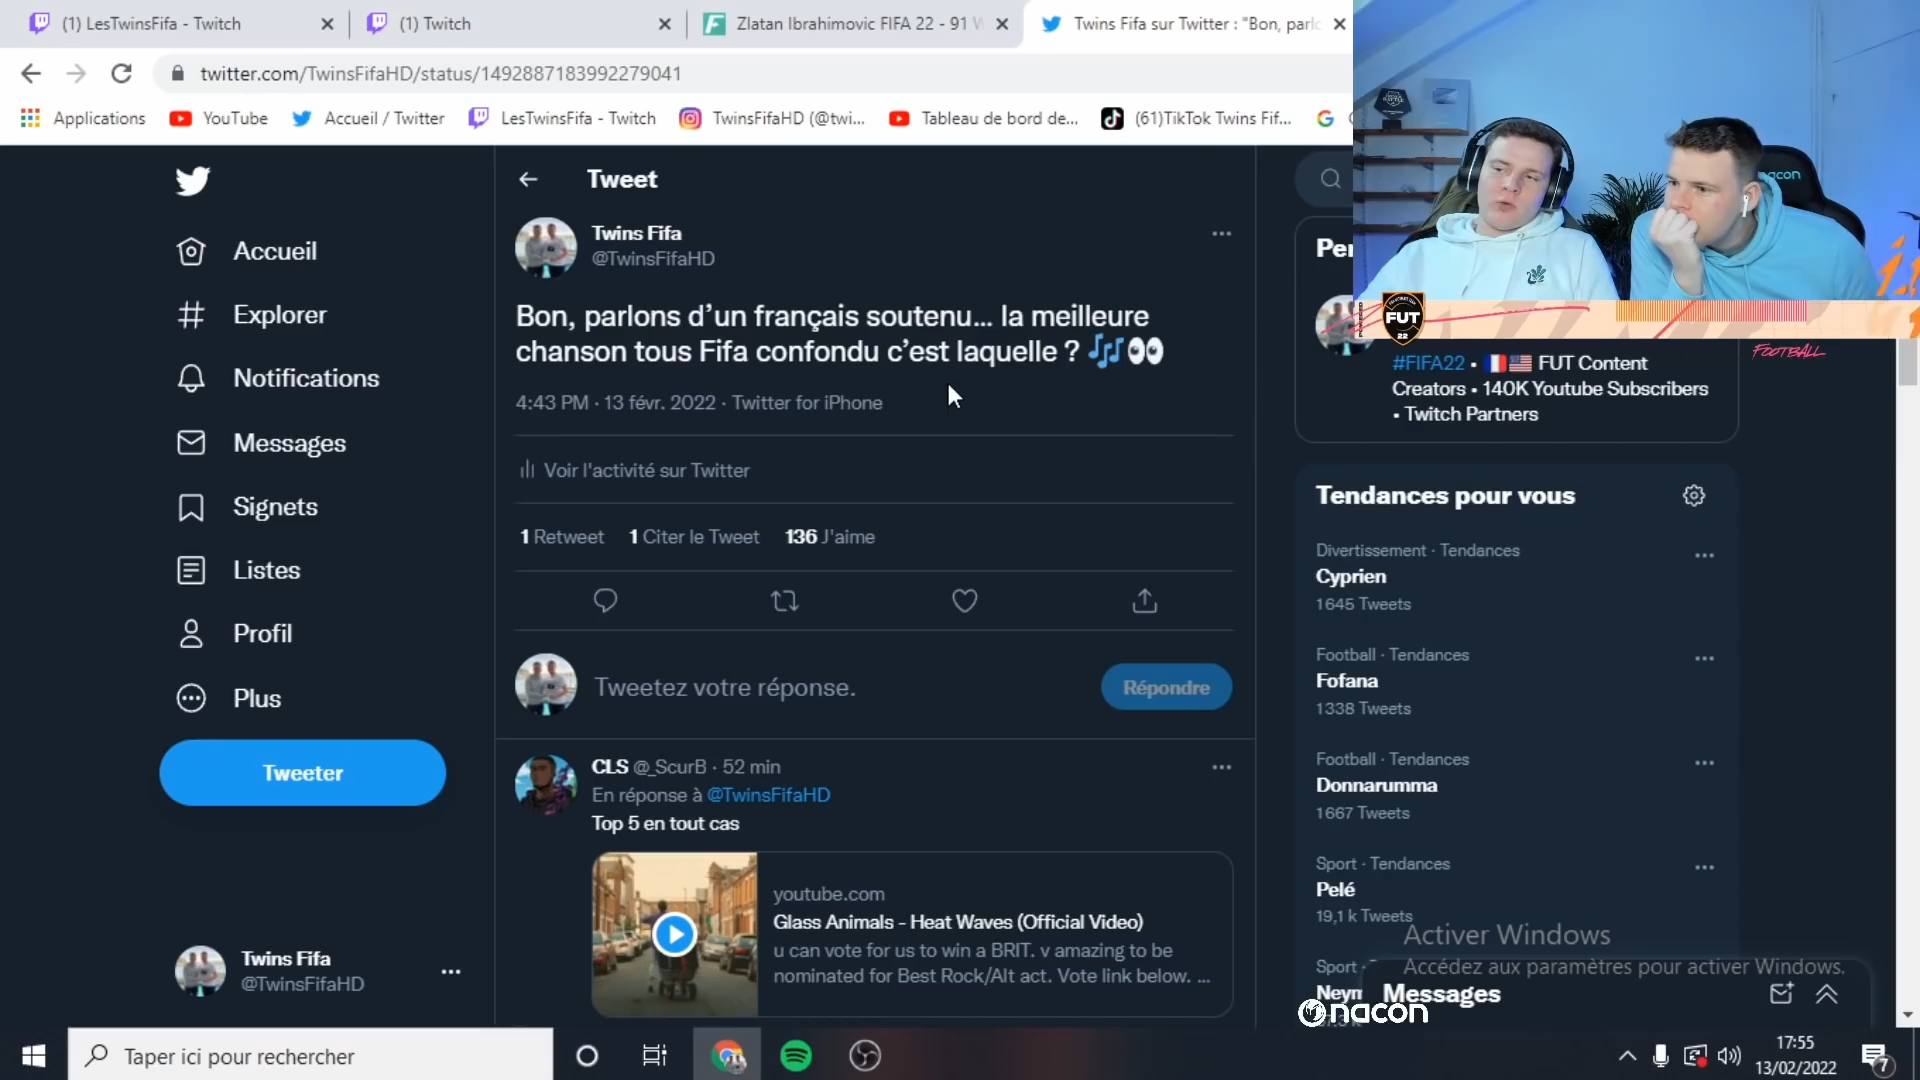 (1) LesTwinsFifa - Twitch
(1) Twitch
Zlatan Ibrahimovic FIFA 22 - 91
Twins Fifa sur Twitter : "Bon, parl
twitter.com/TwinsFifaHD/status/1492887183992279041
Applications
YouTube
Accueil / Twitter
LesTwinsFifa - Twitch
TwinsFifaHD (@twi...
Tableau de bord de...
(61)TikTok Twins Fif...
Accueil
Explorer
Notifications
Messages
Signets
Listes
Profil
Plus
Tweeter
Twins Fifa
@TwinsFifaHD
Tweet
Twins Fifa
@TwinsFifaHD
Bon, parlons d’un français soutenu... la meilleure
chanson tous Fifa confondu c’est laquelle ? 🎶👀
4:43 PM · 13 févr. 2022 · Twitter for iPhone
Voir l'activité sur Twitter
1 Retweet 1 Citer le Tweet 136 J'aime
Tweetez votre réponse.
Répondre
CLS @_ScurB · 52 min
En réponse à @TwinsFifaHD
Top 5 en tout cas
youtube.com
Glass Animals - Heat Waves (Official Video)
u can vote for us to win a BRIT. v amazing to be
nominated for Best Rock/Alt act. Vote link below. ...
nacon
FUT
22
FOOTBALL
Per
#FIFA22 • 🇫🇷🇺🇸 FUT Content
Creators • 140K Youtube Subscribers
• Twitch Partners
Tendances pour vous
Divertissement · Tendances
Cyprien
1645 Tweets
Football · Tendances
Fofana
1338 Tweets
Football · Tendances
Donnarumma
1667 Tweets
Sport · Tendances
Pelé
19,1 k Tweets
Activer Windows
Accédez aux paramètres pour activer Windows.
Sport
Neym
Messages
nacon
Taper ici pour rechercher
17:55
13/02/2022
7